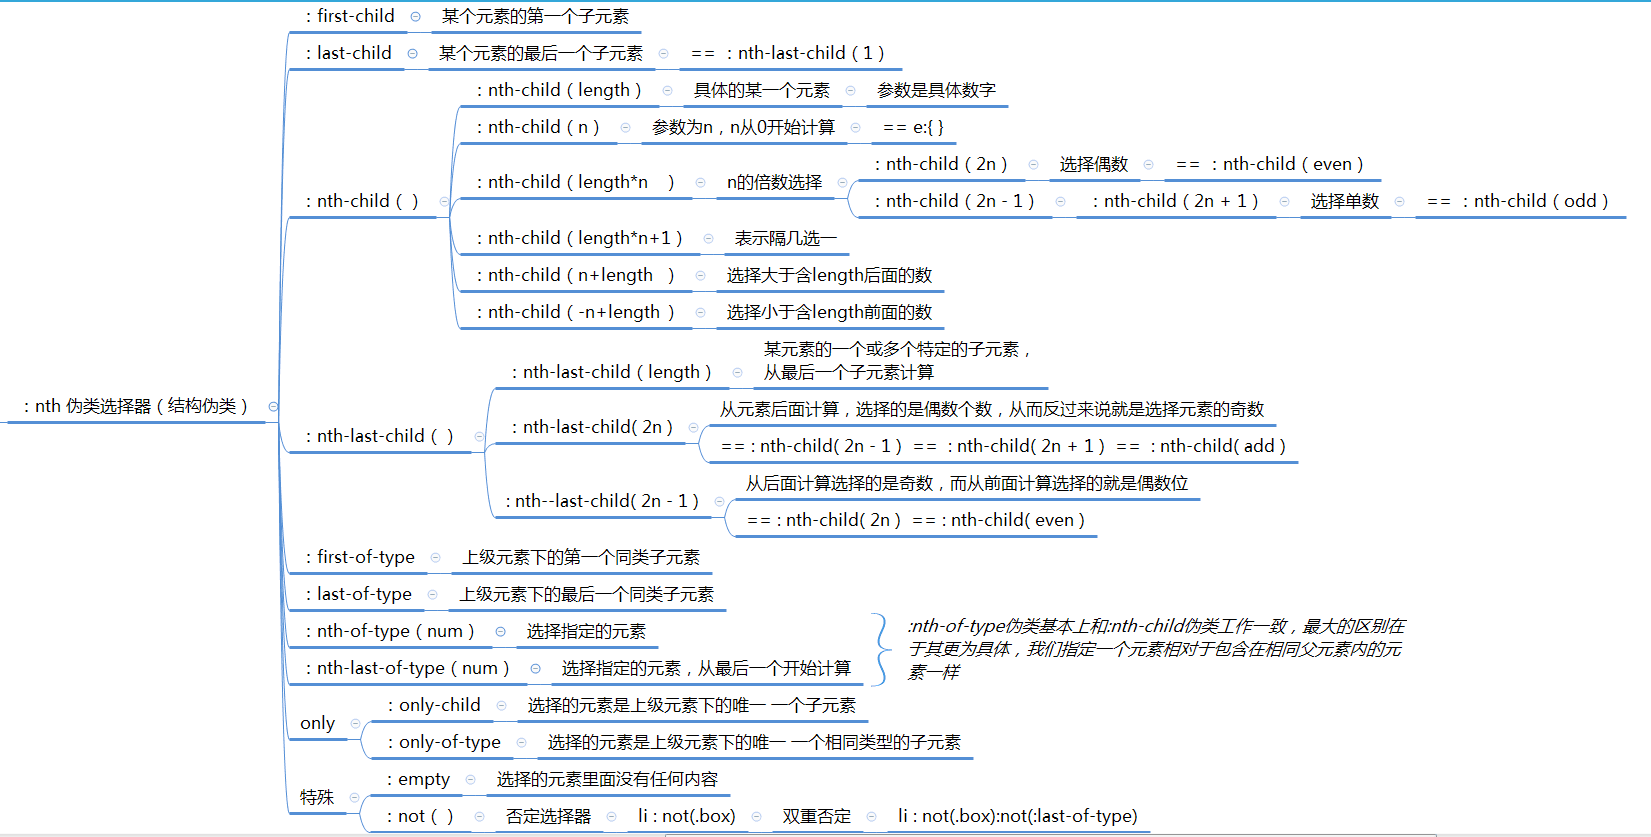 ：first-child
某个元素的第一个子元素
：last-child
某个元素的最后一个子元素
== ：nth-last-child（1）
：nth-child（length）
具体的某一个元素
参数是具体数字
：nth-child（n）
参数为n，n从0开始计算
== e:{ }
：nth-child（2n）
选择偶数
== ：nth-child（even）
：nth-child（length*n ）
n的倍数选择
：nth-child（ ）
：nth-child（2n - 1）
：nth-child（2n + 1）
选择单数
== ：nth-child（odd）
：nth-child（length*n+1）
表示隔几选一
：nth-child（n+length ）
选择大于含length后面的数
：nth-child（-n+length ）
选择小于含length前面的数
某元素的一个或多个特定的子元素，
从最后一个子元素计算
：nth-last-child（length）
：nth 伪类选择器（结构伪类）
从元素后面计算，选择的是偶数个数，从而反过来说就是选择元素的奇数
：nth-last-child( 2n )
：nth-last-child（ ）
==：nth-child( 2n - 1 ) == ：nth-child( 2n + 1 ) == ：nth-child( add )
从后面计算选择的是奇数，而从前面计算选择的就是偶数位
：nth--last-child( 2n - 1 )
==：nth-child( 2n ) ==：nth-child( even )
：first-of-type
上级元素下的第一个同类子元素
：last-of-type
上级元素下的最后一个同类子元素
：nth-of-type（num）
选择指定的元素
：nth-last-of-type（num）
选择指定的元素，从最后一个开始计算
:nth-of-type伪类基本上和:nth-child伪类工作一致，最大的区别在
于其更为具体，我们指定一个元素相对于包含在相同父元素内的元
素一样
：only-child
选择的元素是上级元素下的唯一 一个子元素
only
：only-of-type
选择的元素是上级元素下的唯一 一个相同类型的子元素
：empty
选择的元素里面没有任何内容
特殊
：not（ ）
否定选择器
li：not(.box)
双重否定
li：not(.box):not(:last-of-type)